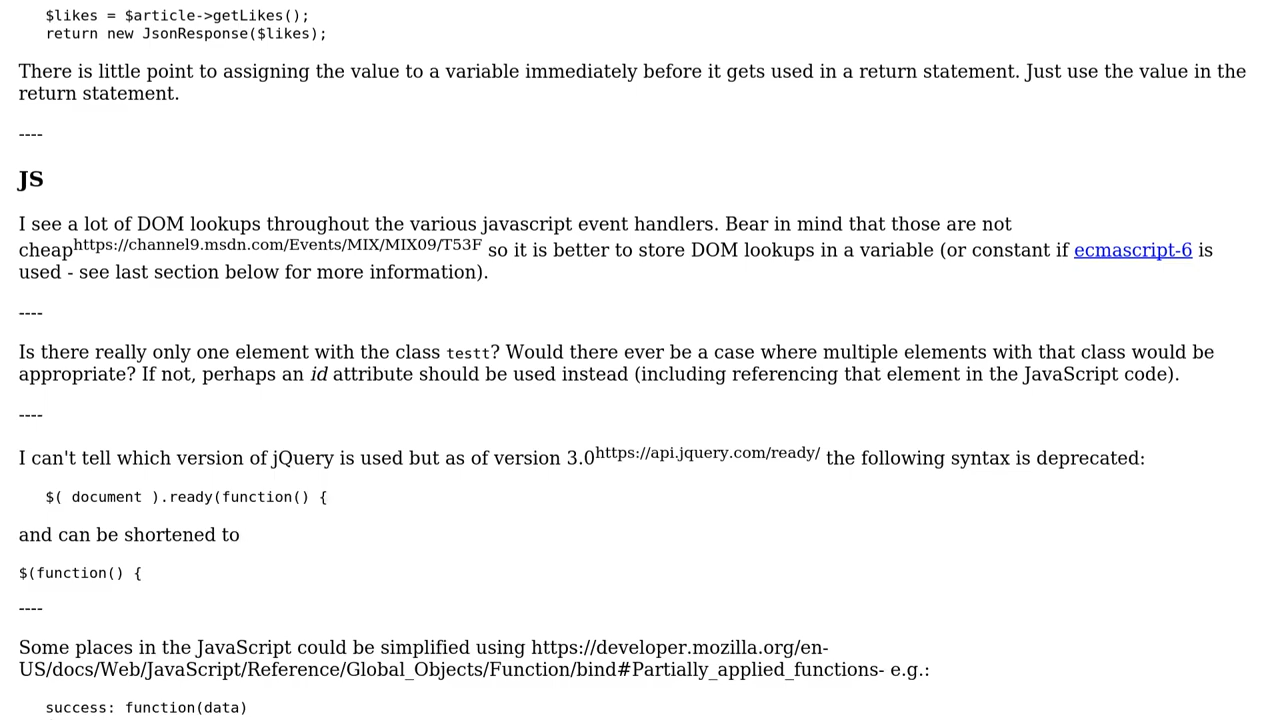 $likes = $article->getLikes();
return new JsonResponse($likes);
There is little point to assigning the value to a variable immediately before it gets used in a return statement. Just use the value in the
return statement.
----
JS
I see a lot of DOM lookups throughout the various javascript event handlers. Bear in mind that those are not
cheaphttps://channel9.msdn.com/Events/MIX/MIX09/T53F so it is better to store DOM lookups in a variable (or constant if ecmascript-6 is
used - see last section below for more information).
----
Is there really only one element with the class testt? Would there ever be a case where multiple elements with that class would be
appropriate? If not, perhaps an id attribute should be used instead (including referencing that element in the JavaScript code).
----
I can't tell which version of jQuery is used but as of version 3.0https://api.jquery.com/ready/ the following syntax is deprecated:
$( document ).ready(function() {
and can be shortened to
$(function() {
----
Some places in the JavaScript could be simplified using https://developer.mozilla.org/en-
US/docs/Web/JavaScript/Reference/Global_Objects/Function/bind#Partially_applied_functions- e.g.:
success: function(data)